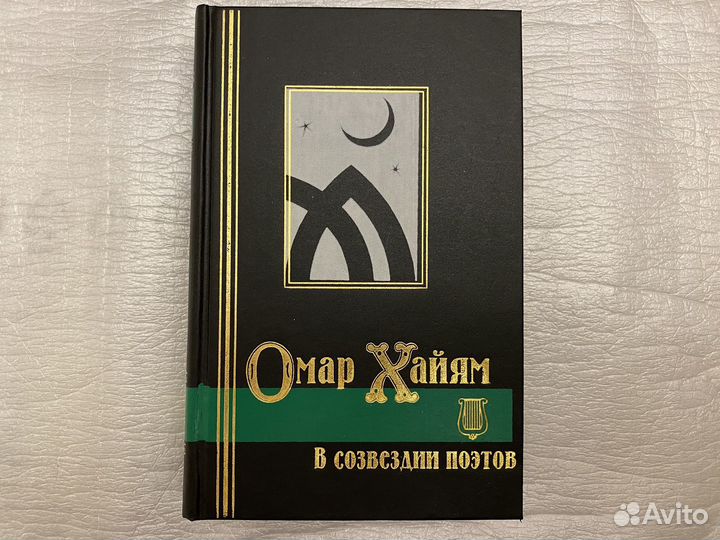 Омар Хайям
В созвездии поэтов
Avito